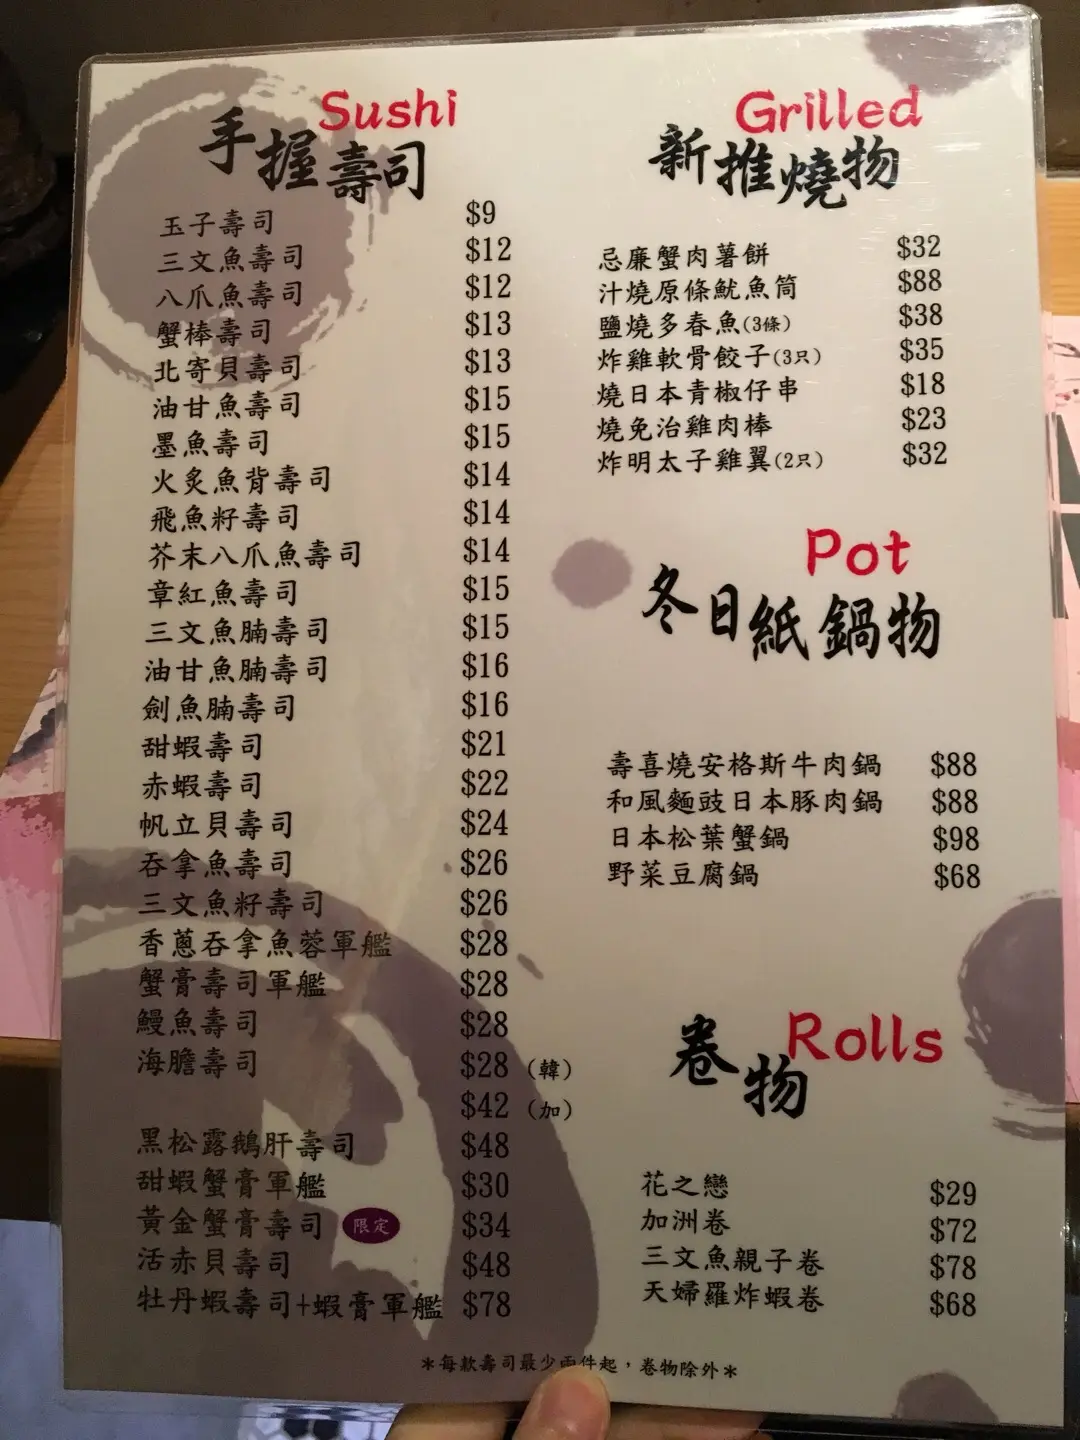 Sushi
手握壽司
玉子壽司 $9
三文魚壽司 $12
八爪魚壽司 $12
蟹棒壽司 $13
北寄貝壽司 $13
油甘魚壽司 $15
墨魚壽司 $15
火炙魚背壽司 $14
飛魚籽壽司 $14
芥末八爪魚壽司 $14
章紅魚壽司 $15
三文魚腩壽司 $15
油甘魚腩壽司 $16
劍魚腩壽司 $16
甜蝦壽司 $21
赤蝦壽司 $22
帆立貝壽司 $24
吞拿魚壽司 $26
三文魚籽壽司 $26
香蔥吞拿魚蓉軍艦 $28
蟹膏壽司軍艦 $28
鰻魚壽司 $28
海膽壽司 $28 (韓)
$42 (加)
黑松露鵝肝壽司 $48
甜蝦蟹膏軍艦 $30
黃金蟹膏壽司 限定 $34
活赤貝壽司 $48
牡丹蝦壽司+蝦膏軍艦 $78
Grilled
新推燒物
忌廉蟹肉薯餅 $32
汁燒原條魷魚筒 $88
鹽燒多春魚(3條) $38
炸雞軟骨餃子(3只) $35
燒日本青椒仔串 $18
燒免治雞肉棒 $23
炸明太子雞翼(2只) $32
Pot
冬日紙鍋物
壽喜燒安格斯牛肉鍋 $88
和風麵豉日本豚肉鍋 $88
日本松葉蟹鍋 $98
野菜豆腐鍋 $68
Rolls
卷物
花之戀 $29
加洲卷 $72
三文魚親子卷 $78
天婦羅炸蝦卷 $68
*每款壽司最少兩件起，卷物除外*